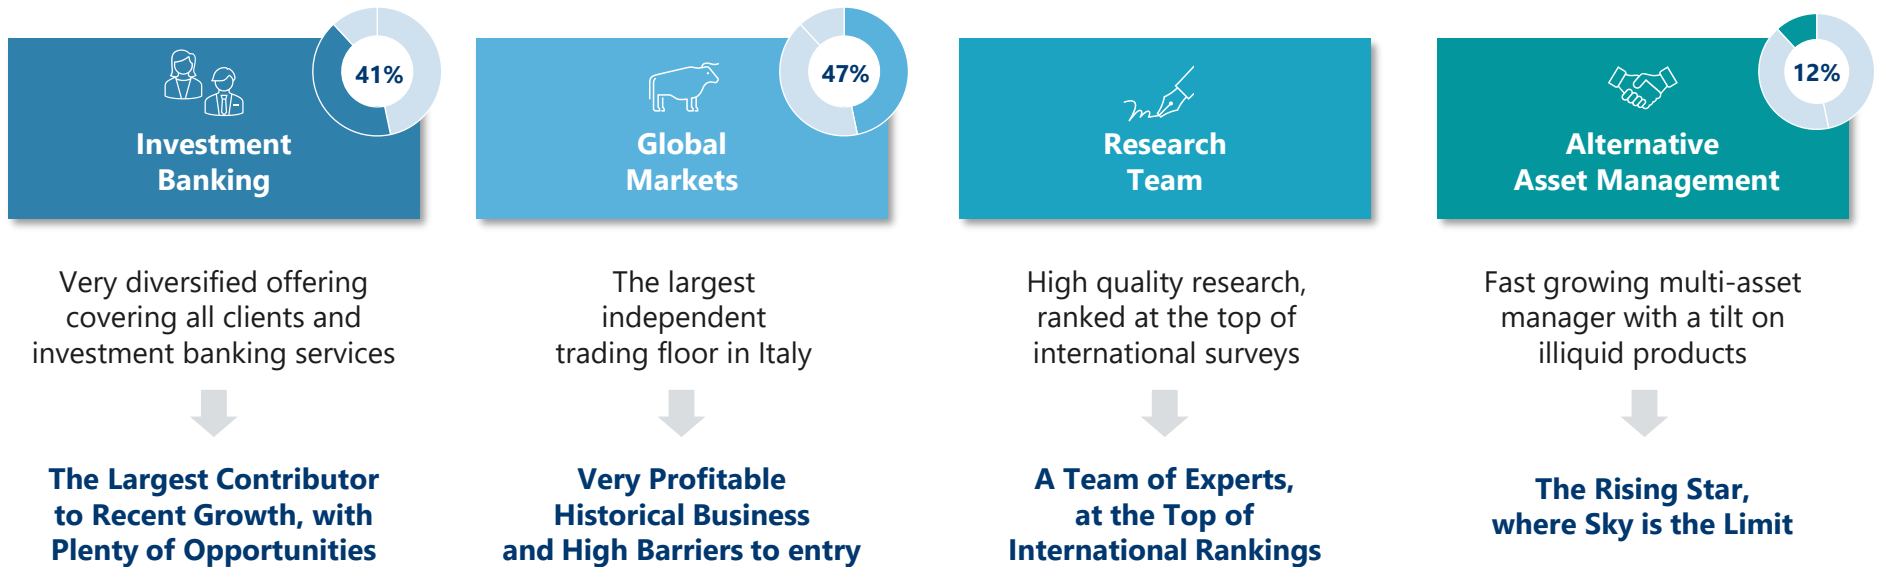 41%
Investment
Banking
Very diversified offering
covering all clients and
investment banking services
The Largest Contributor
to Recent Growth, with
Plenty of Opportunities
47%
Global
Markets
The largest
independent
trading floor in Italy
Very Profitable
Historical Business
and High Barriers to entry
Research
Team
High quality research,
ranked at the top of
international surveys
A Team of Experts,
at the Top of
International Rankings
12%
Alternative
Asset Management
Fast growing multi-asset
manager with a tilt on
illiquid products
The Rising Star,
where Sky is the Limit